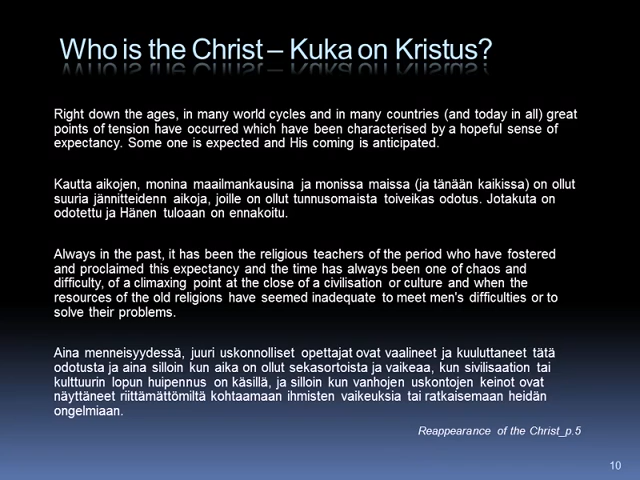 Who is the Christ – Kuka on Kristus?
Right down the ages, in many world cycles and in many countries (and today in all) great
points of tension have occurred which have been characterised by a hopeful sense of
expectancy. Some one is expected and His coming is anticipated.
Kautta aikojen, monina maailmankausina ja monissa maissa (ja tänään kaikissa) on ollut
suuria jännitteidenn aikoja, joille on ollut tunnusomaista toiveikas odotus. Jotakuta on
odotettu ja Hänen tuloaan on ennakoitu.
Always in the past, it has been the religious teachers of the period who have fostered
and proclaimed this expectancy and the time has always been one of chaos and
difficulty, of a climaxing point at the close of a civilisation or culture and when the
resources of the old religions have seemed inadequate to meet men's difficulties or to
solve their problems.
Aina menneisyydessä, juuri uskonnolliset opettajat ovat vaalineet ja kuuluttaneet tätä
odotusta ja aina silloin kun aika on ollut sekasortoista ja vaikeaa, kun sivilisaation tai
kulttuurin lopun huipennus on käsillä, ja silloin kun vanhojen uskontojen keinot ovat
näyttäneet riittämättömiltä kohtaamaan ihmisten vaikeuksia tai ratkaisemaan heidän
ongelmiaan.
Reappearance of the Christ_p.5
10